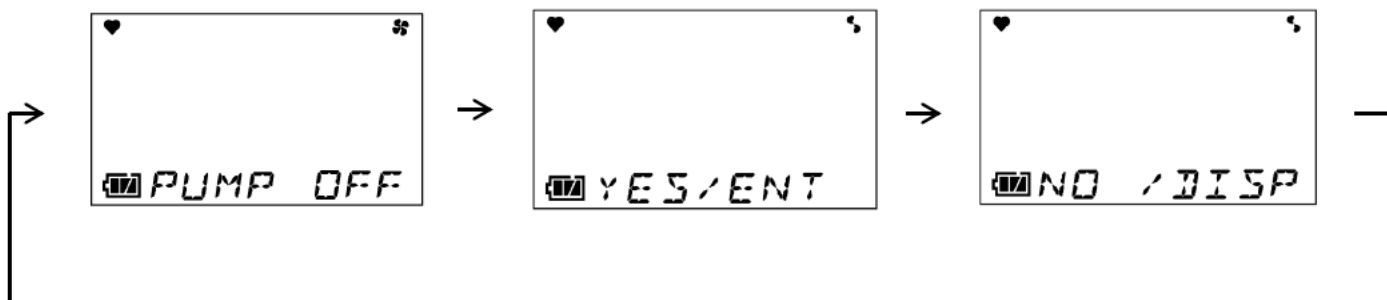 PUMP OFF
YES/ENT
NO /DISP